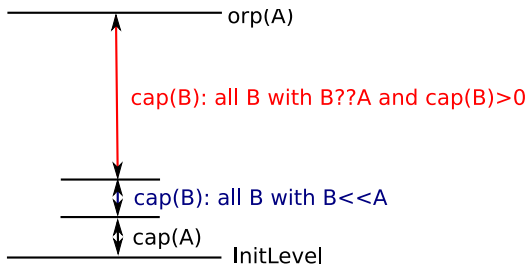 orp(A)
cap(B): all B with B??A and cap(B)>0
cap(B): all B with B<<A
cap(A)
InitLevel